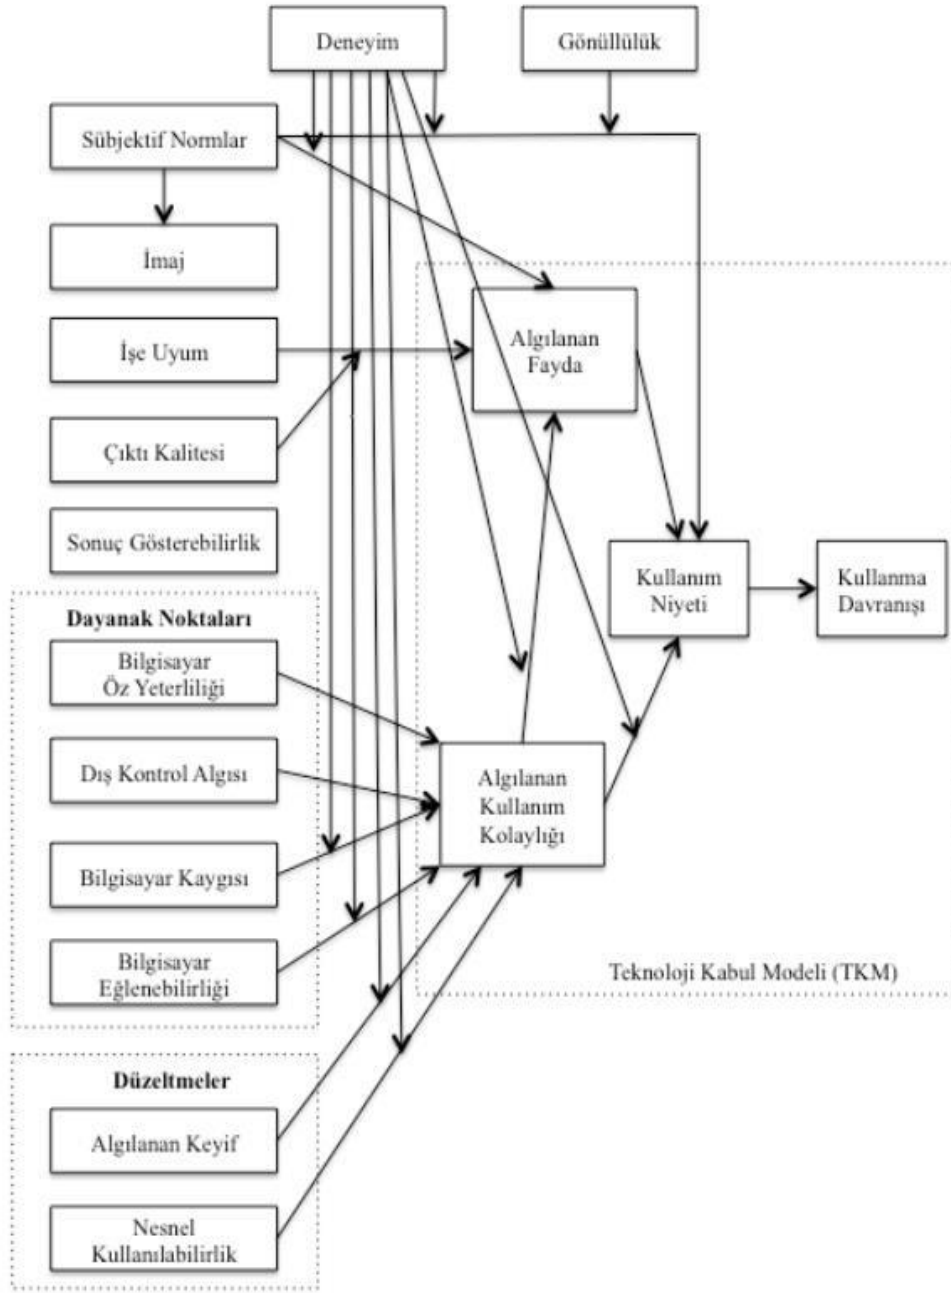 Deneyim
Gönüllülük
Sübjektif Normlar
İmaj
İşe Uyum
Algılanan
Fayda
Çıktı Kalitesi
Sonuç Gösterebilirlik
Kullanım
Niyeti
Kullanma
Davranışı
Dayanak Noktaları
Bilgisayar
Öz Yeterliliği
Dış Kontrol Algısı
Algılanan
Kullanım
Kolaylığı
Bilgisayar Kaygısı
Bilgisayar
Eğlenebilirliği
Teknoloji Kabul Modeli (TKM)
Düzeltmeler
Algılanan Keyif
Nesnel
Kullanılabilirlik